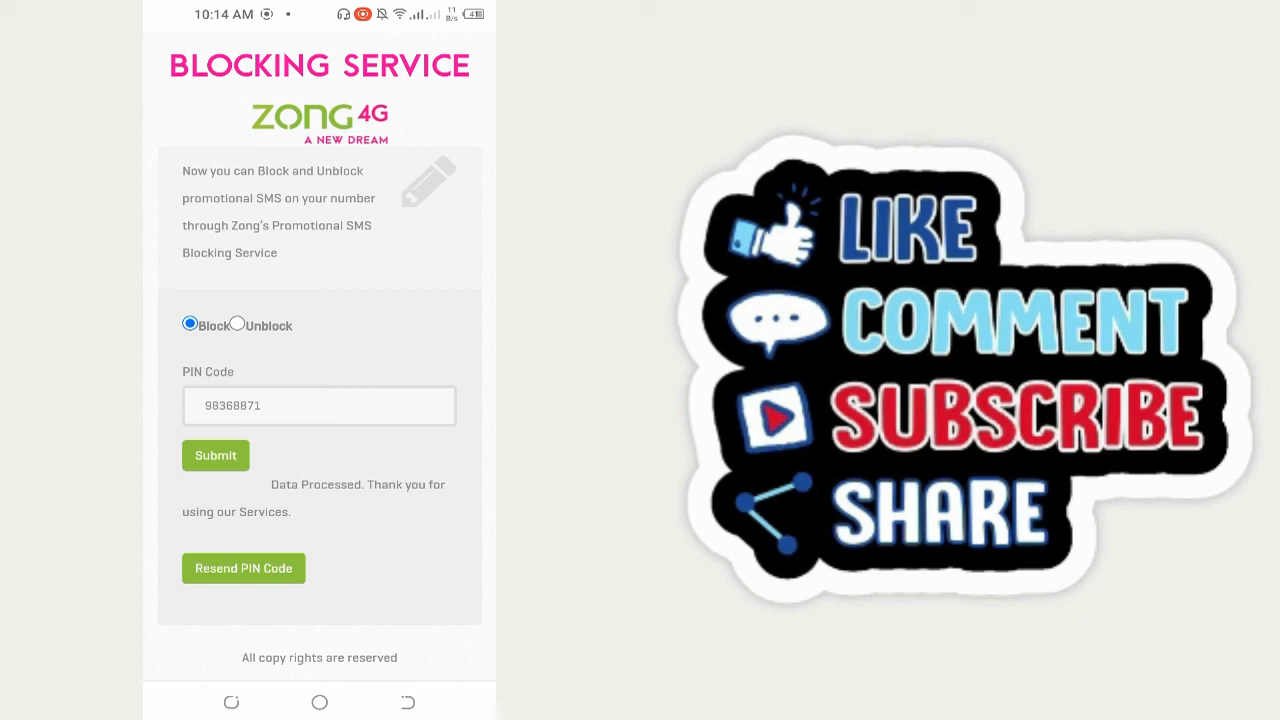 10:14 AM
11
B/s
41
BLOCKING SERVICE
ZONG 4G
A NEW DREAM
Now you can Block and Unblock
promotional SMS on your number
through Zong's Promotional SMS
Blocking Service
Block Unblock
PIN Code
98368871
Submit
Data Processed. Thank you for
using our Services.
Resend PIN Code
All copy rights are reserved
LIKE
COMMENT
SUBSCRIBE
SHARE